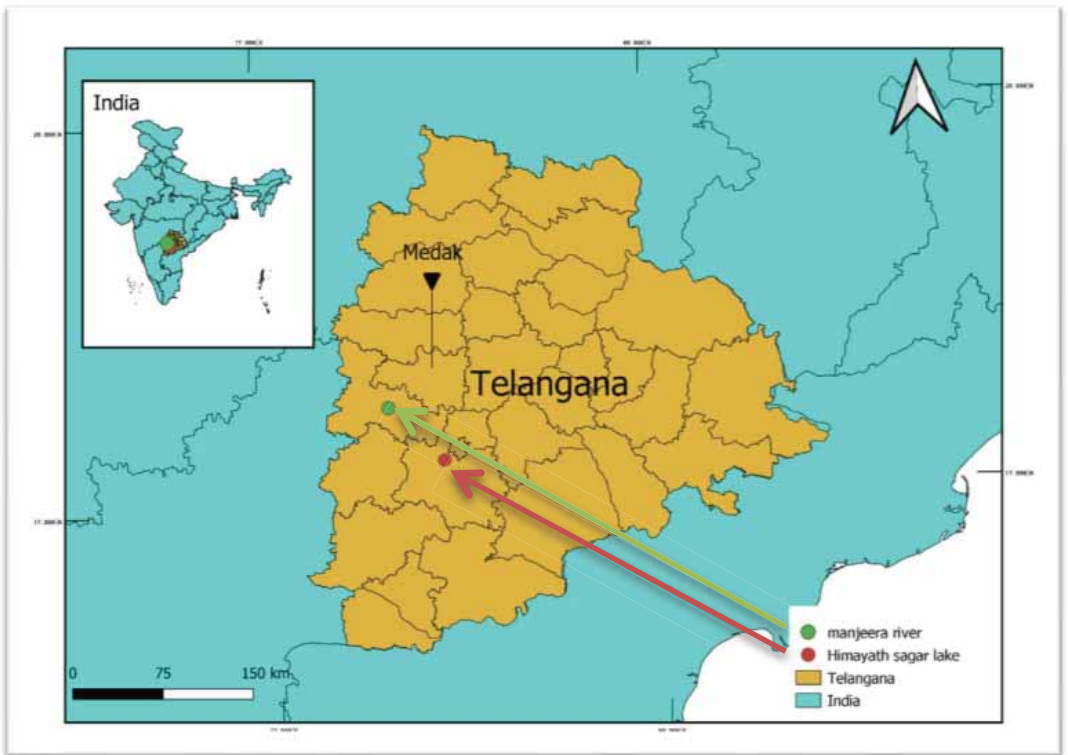 India
Medak
Telangana
0 75 150 km
manjeera river
Himayath sagar lake
Telangana
India